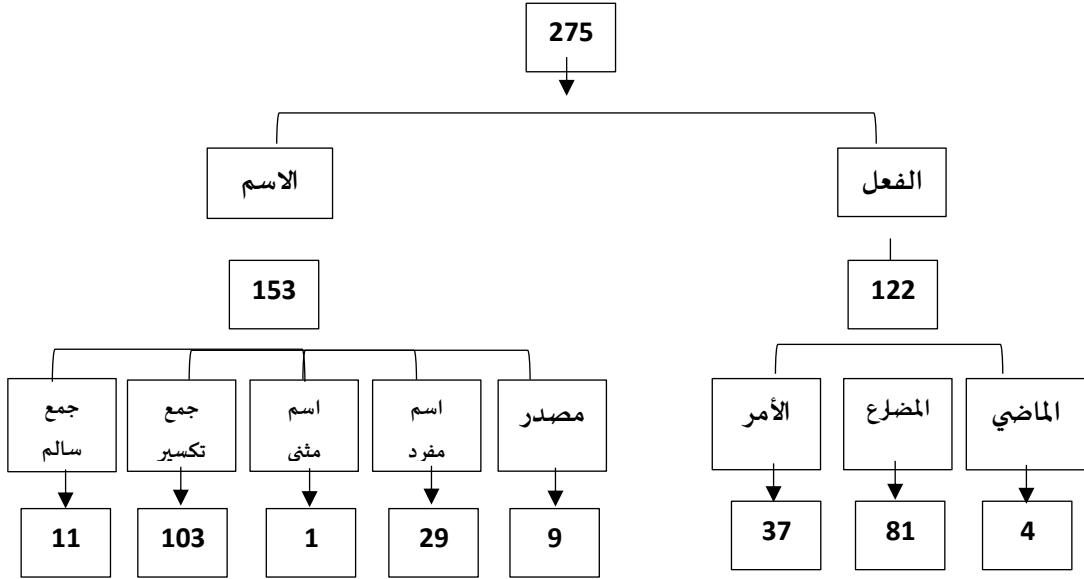 275
الفعل
الاسم
122
153
الماضي
المضارع
الأمر
مصدر
اسم
مفرد
اسم
مثنى
جمع
تكسير
جمع
سالم
4
81
37
9
29
1
103
11